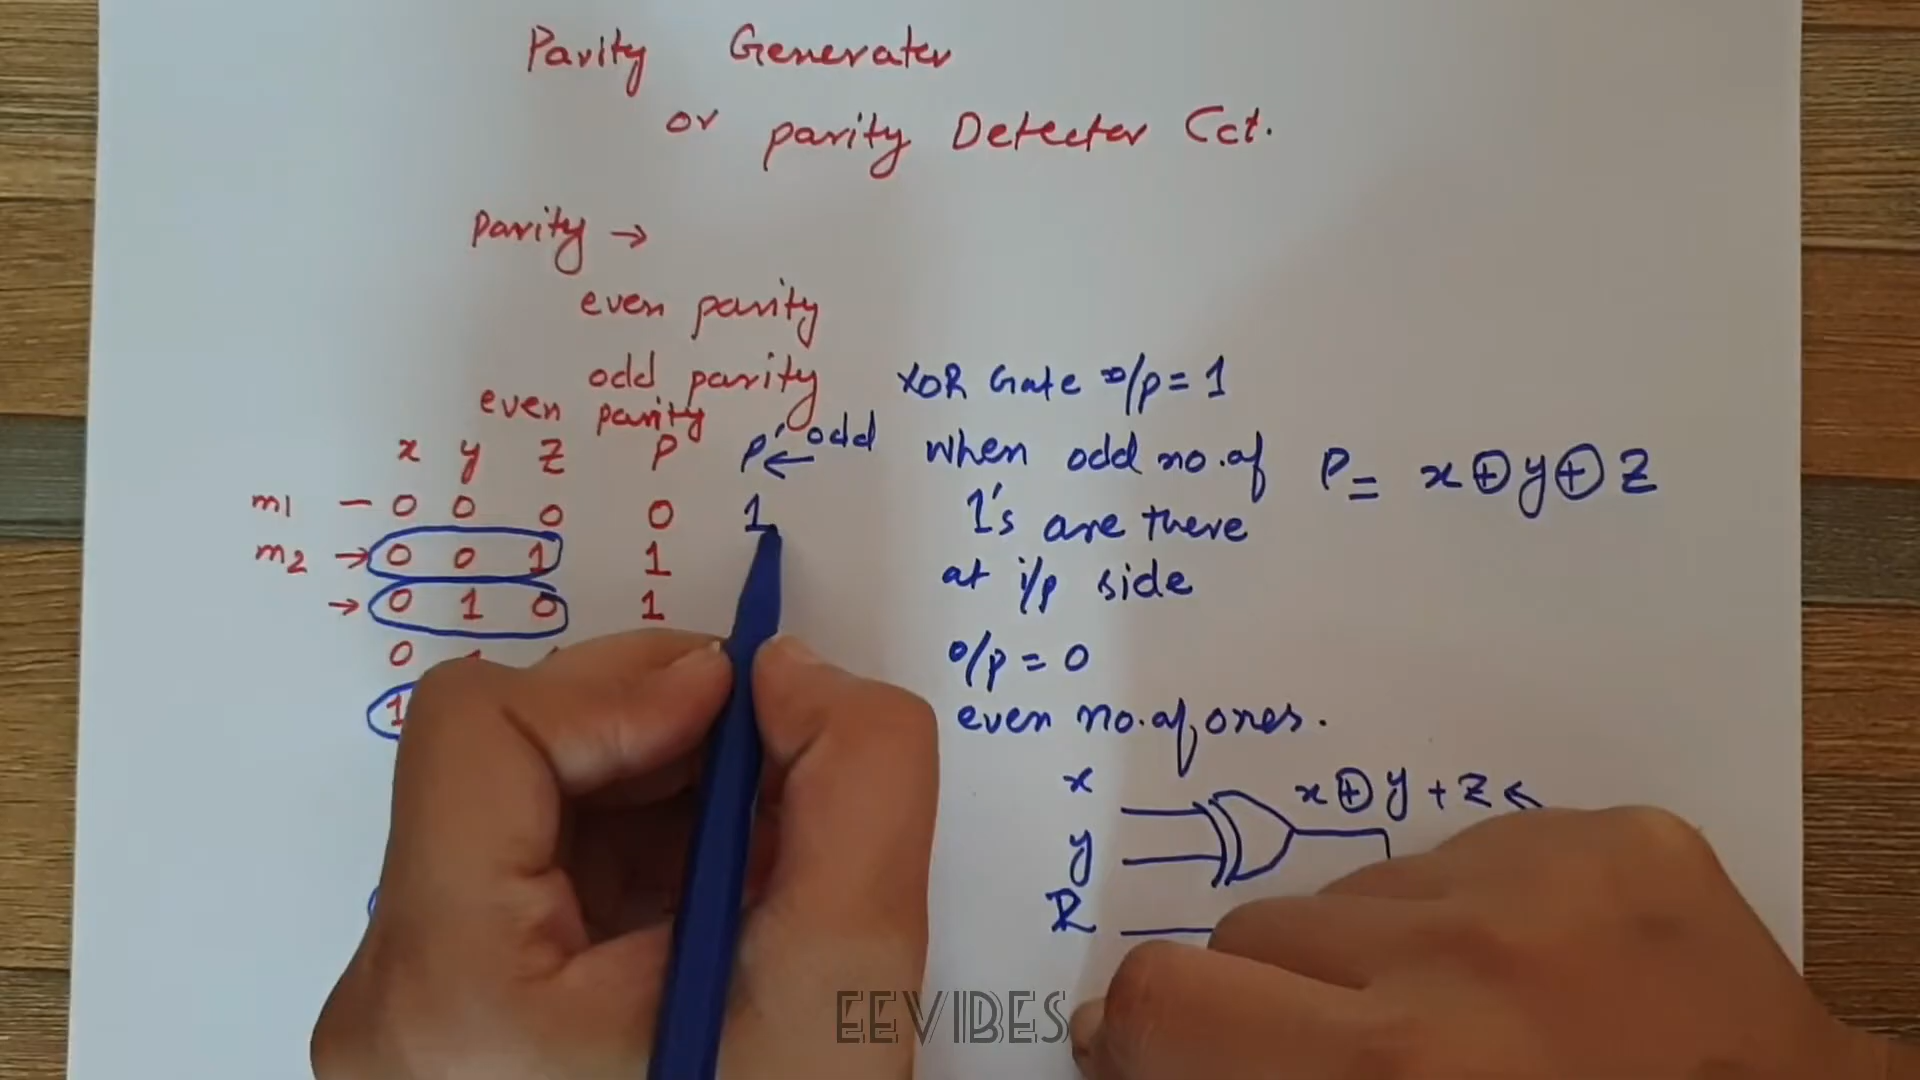 Parity Generater
or parity Detecter Cct.
Parity →
even parity
odd parity
even parity
x y z P P' ← odd
m1 - 0 0 0 0 1
m2 → 0 0 1 1
→ 0 1 0 1
0
1
XOR Gate o/p = 1
when odd no. of
1's are there
at i/p side
o/p = 0
even no. of ones.
P = x ⊕ y ⊕ z
x
y
x ⊕ y + z ←
EEVIBES